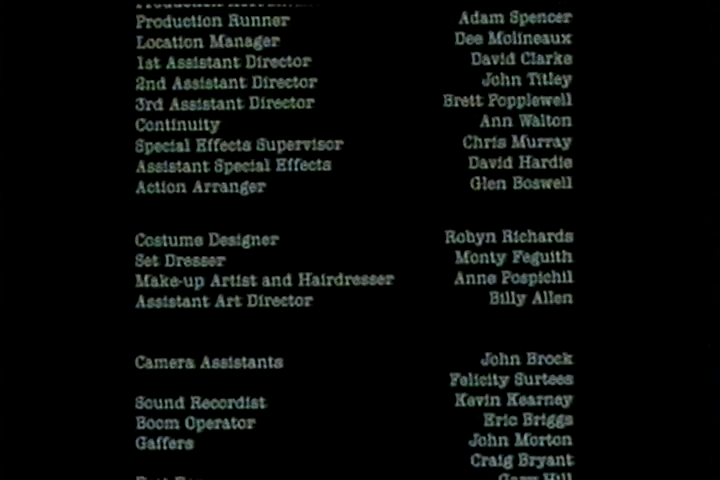 Production Runner Adam Spencer
Location Manager Dee Molineaux
1st Assistant Director David Clarke
2nd Assistant Director John Titley
3rd Assistant Director Brett Popplewell
Continuity Ann Walton
Special Effects Supervisor Chris Murray
Assistant Special Effects David Hardie
Action Arranger Glen Boswell
Costume Designer Robyn Richards
Set Dresser Monty Feguith
Make-up Artist and Hairdresser Anne Pospichil
Assistant Art Director Billy Allen
Camera Assistants John Brock
Felicity Surtees
Sound Recordist Kevin Kearney
Boom Operator Eric Briggs
Gaffers John Morton
Craig Bryant
Gary Hill